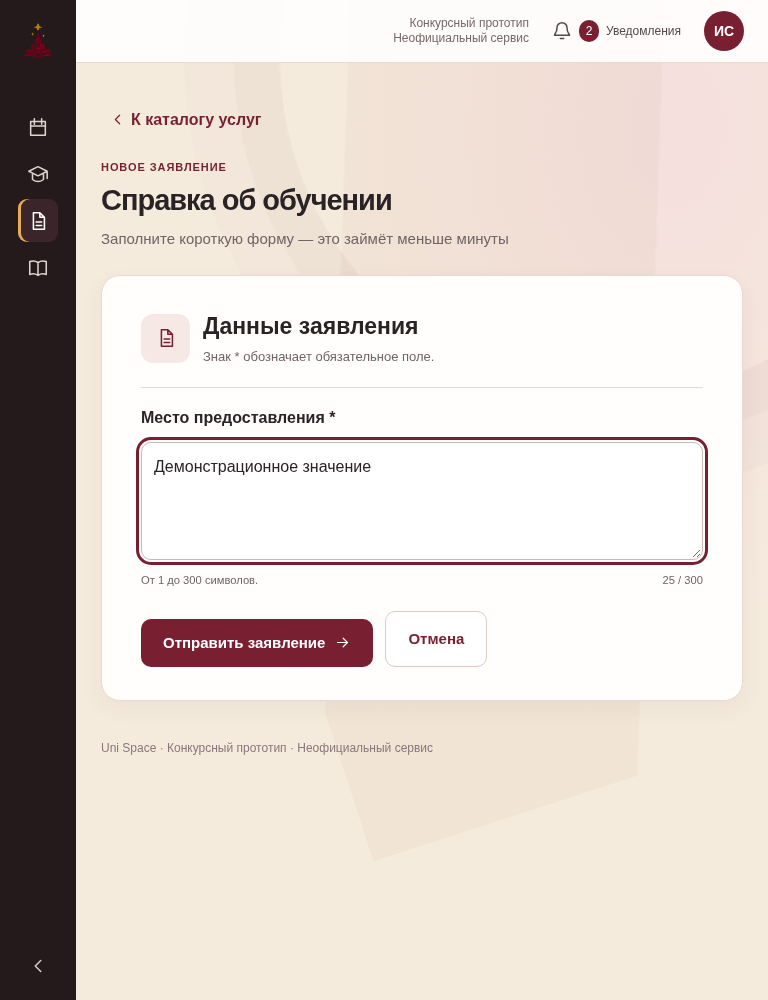 Конкурсный прототип
Неофициальный сервис
2 Уведомления
ИС
К каталогу услуг
НОВОЕ ЗАЯВЛЕНИЕ
Справка об обучении
Заполните короткую форму — это займёт меньше минуты
Данные заявления
Знак * обозначает обязательное поле.
Место предоставления *
Демонстрационное значение
От 1 до 300 символов.
25 / 300
Отправить заявление
Отмена
Uni Space · Конкурсный прототип · Неофициальный сервис